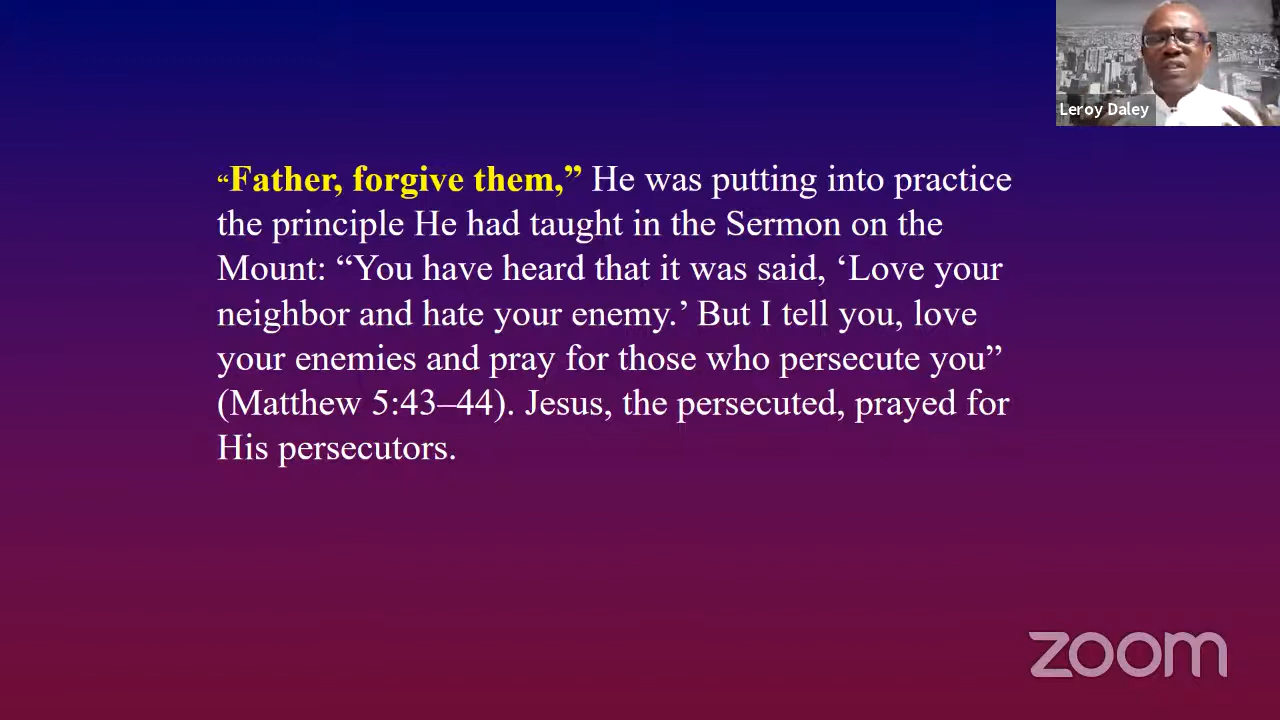 Leroy Daley
“Father, forgive them,” He was putting into practice
the principle He had taught in the Sermon on the
Mount: “You have heard that it was said, ‘Love your
neighbor and hate your enemy.’ But I tell you, love
your enemies and pray for those who persecute you”
(Matthew 5:43–44). Jesus, the persecuted, prayed for
His persecutors.
zoom